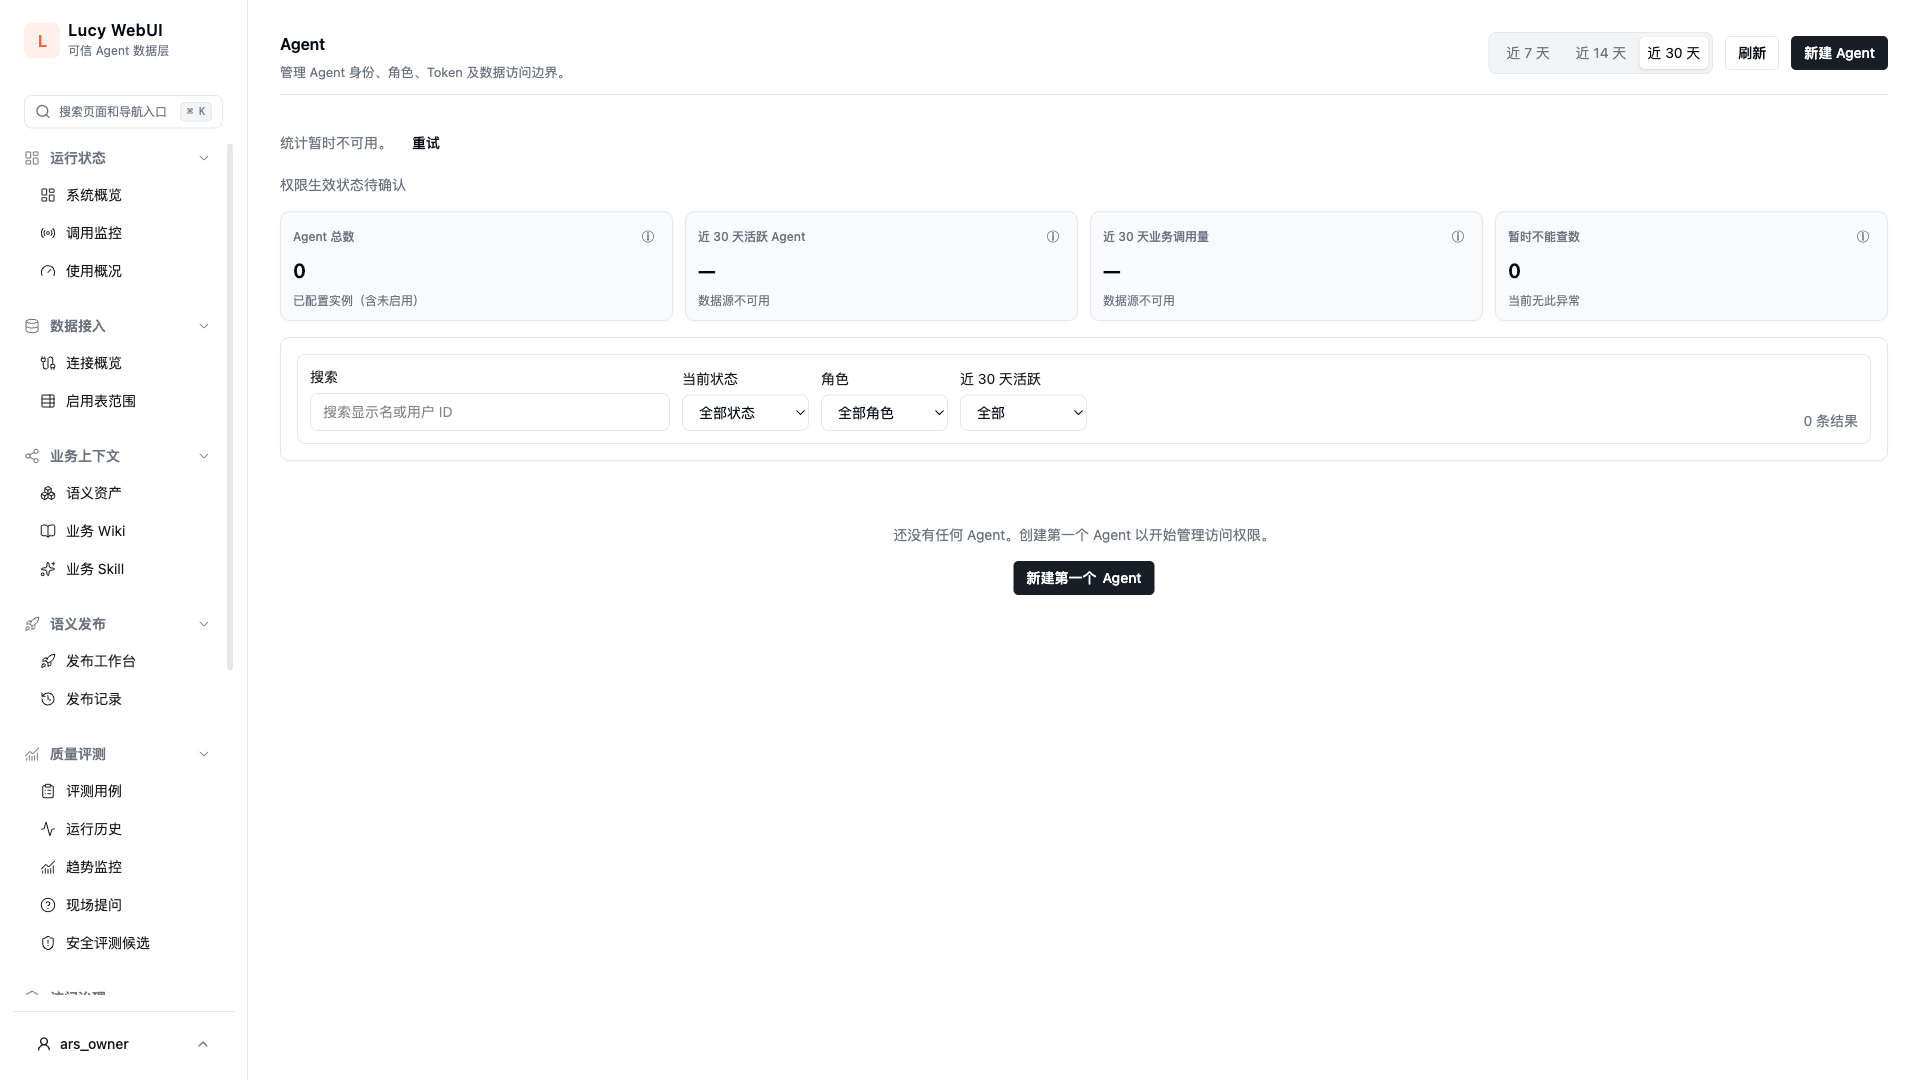 L
Lucy WebUI
可信 Agent 数据层
搜索页面和导航入口 ⌘ K
运行状态
系统概览
调用监控
使用概况
数据接入
连接概览
启用表范围
业务上下文
语义资产
业务 Wiki
业务 Skill
语义发布
发布工作台
发布记录
质量评测
评测用例
运行历史
趋势监控
现场提问
安全评测候选
ars_owner
Agent
管理 Agent 身份、角色、Token 及数据访问边界。
近 7 天 近 14 天 近 30 天 刷新 新建 Agent
统计暂时不可用。 重试
权限生效状态待确认
Agent 总数
0
已配置实例（含未启用）
近 30 天活跃 Agent
—
数据源不可用
近 30 天业务调用量
—
数据源不可用
暂时不能查数
0
当前无此异常
搜索
搜索显示名或用户 ID
当前状态
全部状态
角色
全部角色
近 30 天活跃
全部
0 条结果
还没有任何 Agent。创建第一个 Agent 以开始管理访问权限。
新建第一个 Agent